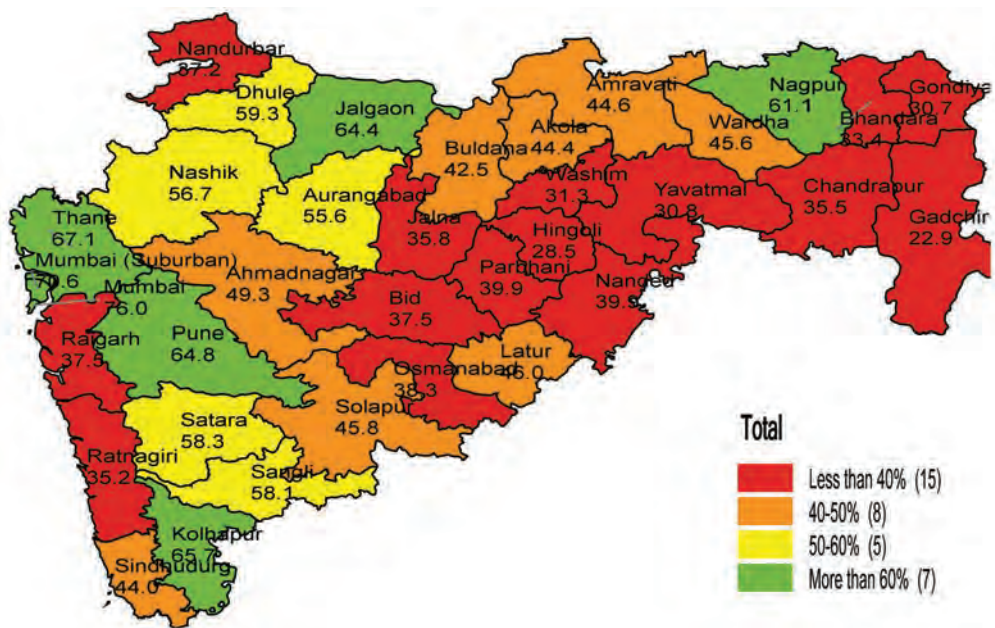 Nandurbar
37.2
Dhule
59.3
Jalgaon
64.4
Amravati
44.6
Nagpur
61.1
Gondiya
30.7
Bhandara
33.4
Buldana
42.5
Akola
44.4
Wardha
45.6
Nashik
56.7
Aurangabad
55.6
Jalna
35.8
Washim
31.3
Yavatmal
30.8
Chandrapur
35.5
Gadchir
22.9
Thane
67.1
Hingoli
28.5
Mumbai (Suburban)
70.6
Mumbai
76.0
Ahmadnagar
49.3
Parbhani
39.9
Nanded
39.9
Bid
37.5
Raigarh
37.5
Pune
64.8
Latur
46.0
Osmanabad
38.3
Solapur
45.8
Satara
58.3
Ratnagiri
35.2
Sangli
58.1
Kolhapur
65.7
Sindhudurg
44.0
Total
Less than 40% (15)
40-50% (8)
50-60% (5)
More than 60% (7)